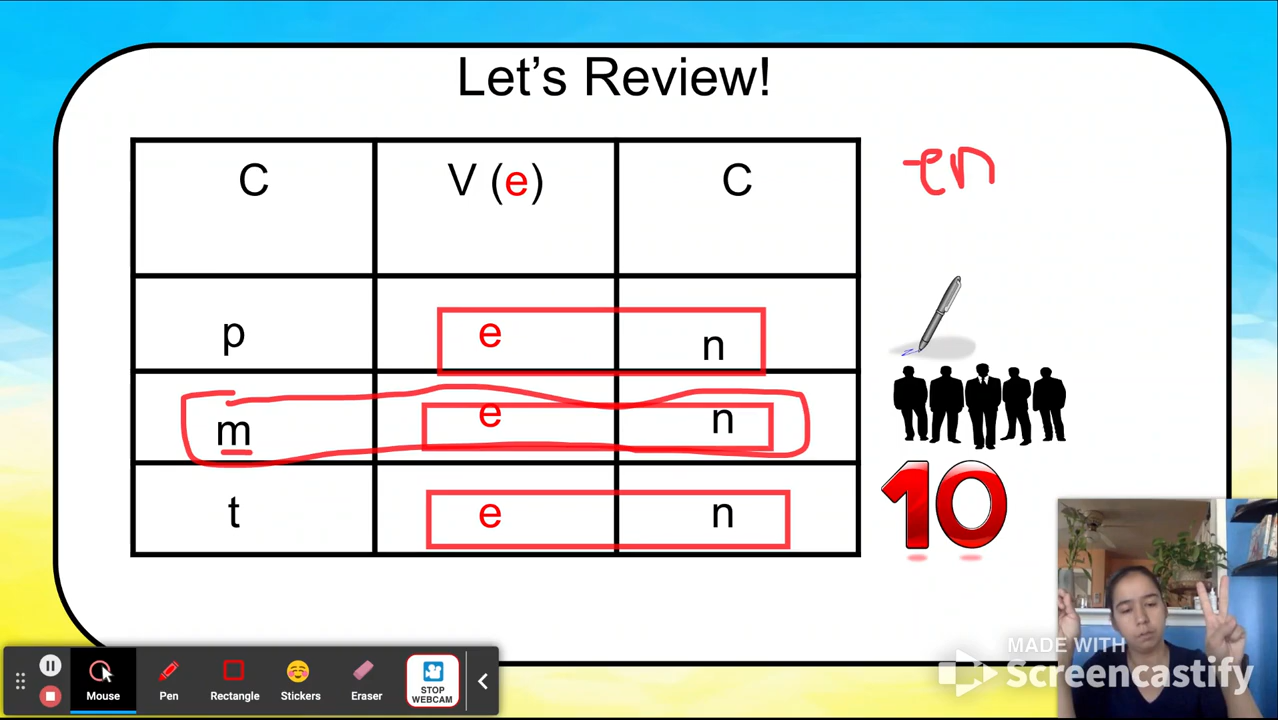 Let's Review!
C V (e) C
-en
p e n
m e n
t e n
10
MADE WITH
Screencastify
Mouse Pen Rectangle Stickers Eraser STOP WEBCAM